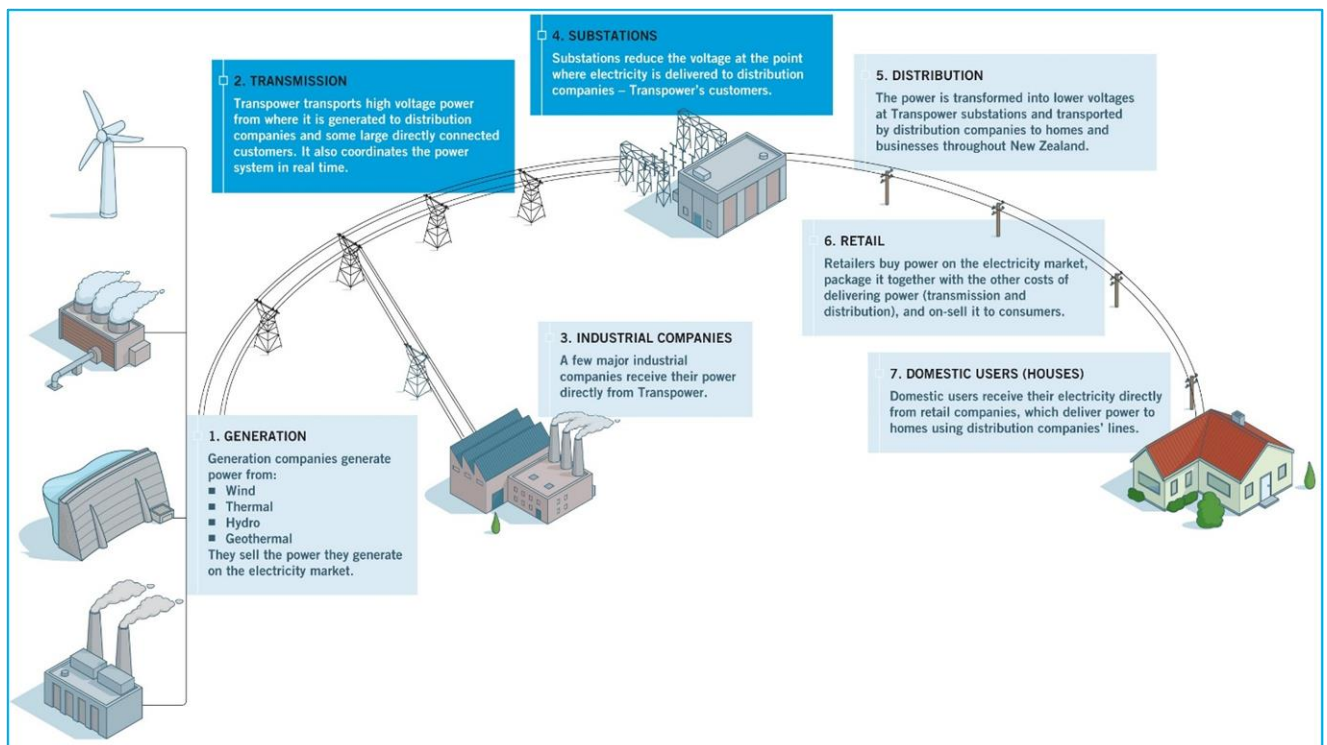 1. GENERATION
Generation companies generate
power from:
■ Wind
■ Thermal
■ Hydro
■ Geothermal
They sell the power they generate
on the electricity market.
2. TRANSMISSION
Transpower transports high voltage power
from where it is generated to distribution
companies and some large directly connected
customers. It also coordinates the power
system in real time.
3. INDUSTRIAL COMPANIES
A few major industrial
companies receive their power
directly from Transpower.
4. SUBSTATIONS
Substations reduce the voltage at the point
where electricity is delivered to distribution
companies – Transpower's customers.
5. DISTRIBUTION
The power is transformed into lower voltages
at Transpower substations and transported
by distribution companies to homes and
businesses throughout New Zealand.
6. RETAIL
Retailers buy power on the electricity market,
package it together with the other costs of
delivering power (transmission and
distribution), and on-sell it to consumers.
7. DOMESTIC USERS (HOUSES)
Domestic users receive their electricity directly
from retail companies, which deliver power to
homes using distribution companies' lines.